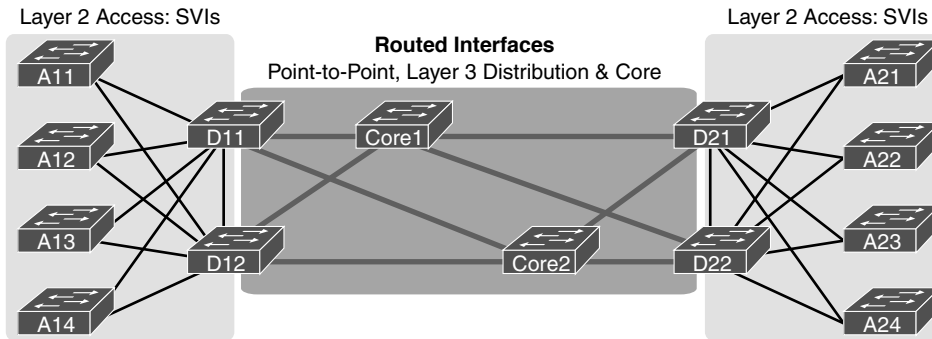 Layer 2 Access: SVIs
Layer 2 Access: SVIs
Routed Interfaces
Point-to-Point, Layer 3 Distribution & Core
A11
A12
A13
A14
D11
D12
Core1
Core2
D21
D22
A21
A22
A23
A24